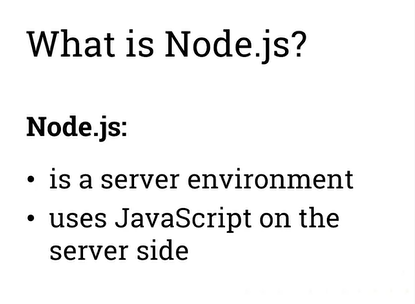 What is Node.js?
Node.js:
• is a server environment
• uses JavaScript on the
server side